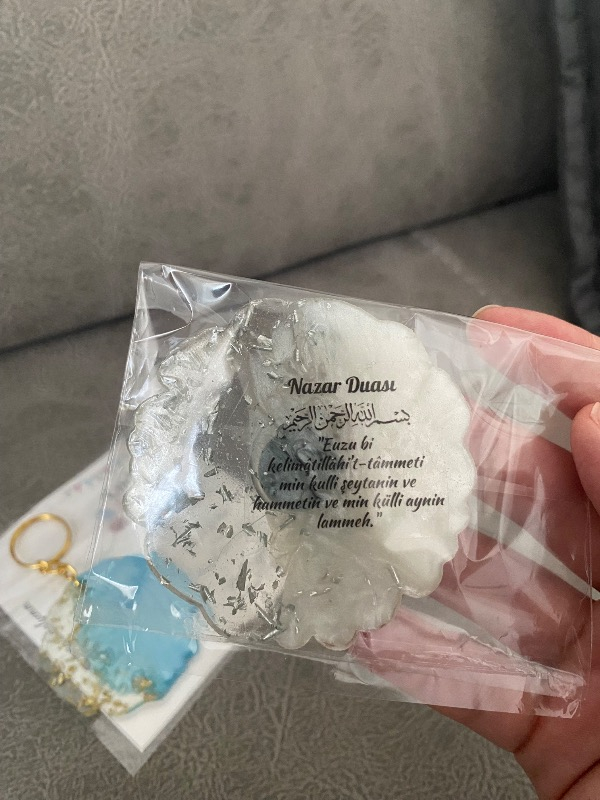 Nazar Duası
بسم الله الرحمن الرحيم
"Euzu bi
kelimâtillâhi't-tâmmeti
min kulli şeytanin ve
hammetin ve min külli aynin
lammeh."